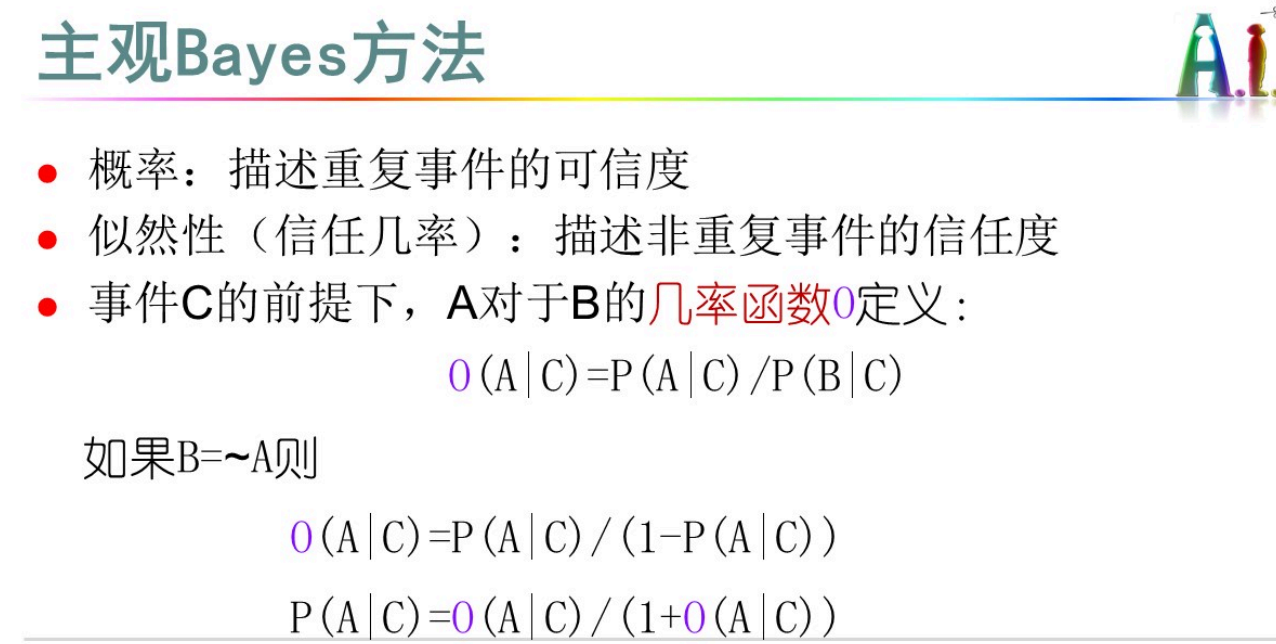 主观Bayes方法
A.I.
● 概率：描述重复事件的可信度
● 似然性（信任几率）：描述非重复事件的信任度
● 事件C的前提下，A对于B的几率函数O定义：
O(A|C)=P(A|C)/P(B|C)
如果B=~A则
O(A|C)=P(A|C)/(1-P(A|C))
P(A|C)=O(A|C)/(1+O(A|C))